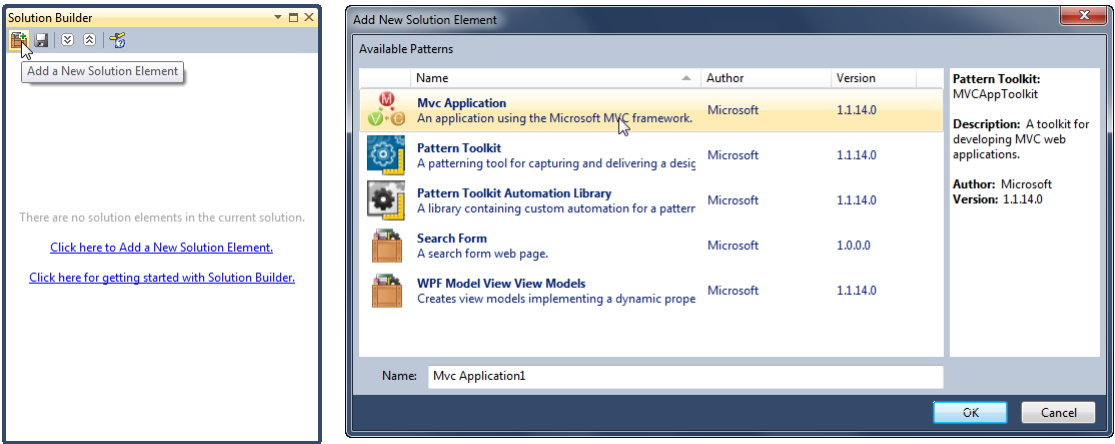 Solution Builder
Add a New Solution Element
There are no solution elements in the current solution.
Click here to Add a New Solution Element.
Click here for getting started with Solution Builder.
Add New Solution Element
Available Patterns
Name Author Version
Mvc Application
An application using the Microsoft MVC framework.
Microsoft 1.1.14.0
Pattern Toolkit
A patterning tool for capturing and delivering a desig
Microsoft 1.1.14.0
Pattern Toolkit Automation Library
A library containing custom automation for a pattern
Microsoft 1.1.14.0
Search Form
A search form web page.
Microsoft 1.0.0.0
WPF Model View View Models
Creates view models implementing a dynamic prope
Microsoft 1.1.14.0
Pattern Toolkit:
MVCAppToolkit
Description: A toolkit for
developing MVC web
applications.
Author: Microsoft
Version: 1.1.14.0
Name: Mvc Application1
OK Cancel